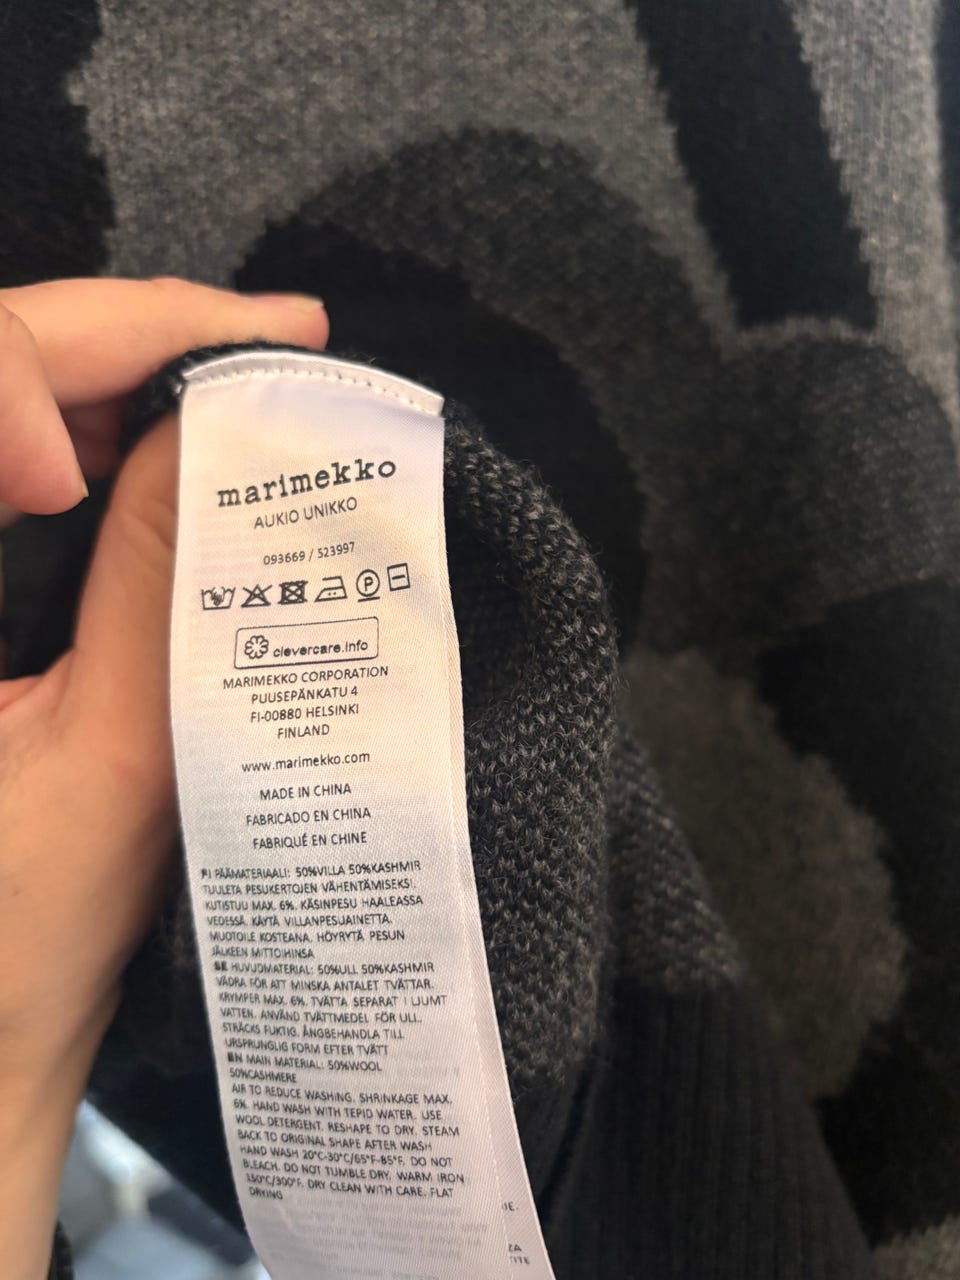 marimekko
AUKIO UNIKKO
093669 / 523997
P
clevercare.info
MARIMEKKO CORPORATION
PUUSEPÄNKATU 4
FI-00880 HELSINKI
FINLAND
www.marimekko.com
MADE IN CHINA
FABRICADO EN CHINA
FABRIQUÉ EN CHINE
FI PÄÄMATERIAALI: 50%VILLA 50%KASHMIR
TUULETA PESUKERTOJEN VÄHENTÄMISEKSI.
KUTISTUU MAX. 6%. KÄSINPESU HAALEASSA
VEDESSÄ. KÄYTÄ VILLANPESUAINETTA.
MUOTOILE KOSTEANA. HÖYRYTÄ PESUN
JÄLKEEN MITTOIHINSA
SE HUVUDMATERIAL: 50%ULL 50%KASHMIR
VÄDRA FÖR ATT MINSKA ANTALET TVÄTTAR.
KRYMPER MAX. 6%. TVÄTTA SEPARAT I LJUMT
VATTEN. ANVÄND TVÄTTMEDEL FÖR ULL.
STRÄCKS FUKTIG. ÅNGBEHANDLA TILL
URSPRUNGLIG FORM EFTER TVÄTT
EN MAIN MATERIAL: 50%WOOL
50%CASHMERE
AIR TO REDUCE WASHING. SHRINKAGE MAX.
6%. HAND WASH WITH TEPID WATER. USE
WOOL DETERGENT. RESHAPE TO DRY. STEAM
BACK TO ORIGINAL SHAPE AFTER WASH
HAND WASH 20°C-30°C/65°F-85°F. DO NOT
BLEACH. DO NOT TUMBLE DRY. WARM IRON
150°C/300°F. DRY CLEAN WITH CARE. FLAT
DRYING